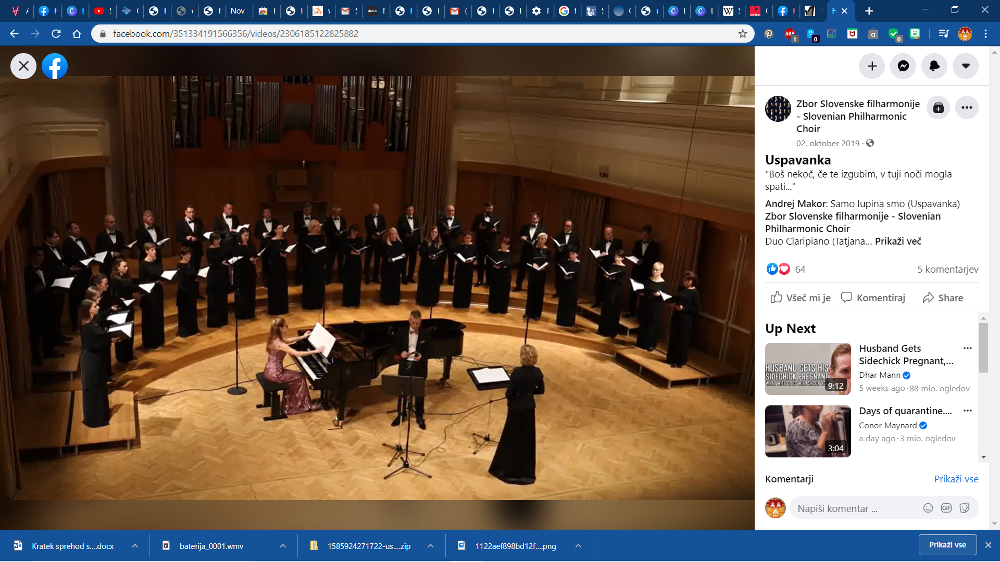 Nov
facebook.com/351334191566356/videos/2306185122825882
ABP
1
0
0
Zbor Slovenske filharmonije
- Slovenian Philharmonic
Choir
02. oktober 2019 ·
Uspavanka
"Boš nekoč, če te izgubim, v tuji noči mogla
spati..."
Andrej Makor: Samo lupina smo (Uspavanka)
Zbor Slovenske filharmonije - Slovenian
Philharmonic Choir
Duo Claripiano (Tatjana... Prikaži več
64
5 komentarjev
Všeč mi je
Komentiraj
Share
Up Next
HUSBAND GETS HIS
SIDECHICK PREGNANT
9:12
Husband Gets
Sidechick Pregnant,...
Dhar Mann
5 weeks ago · 88 mio. ogledov
3:04
Days of quarantine....
Conor Maynard
a day ago · 3 mio. ogledov
Komentarji
Prikaži vse
Napiši komentar ...
GIF
Kratek sprehod s....docx
baterija_0001.wmv
1585924271722-us....zip
1122aef898bd12f....png
Prikaži vse